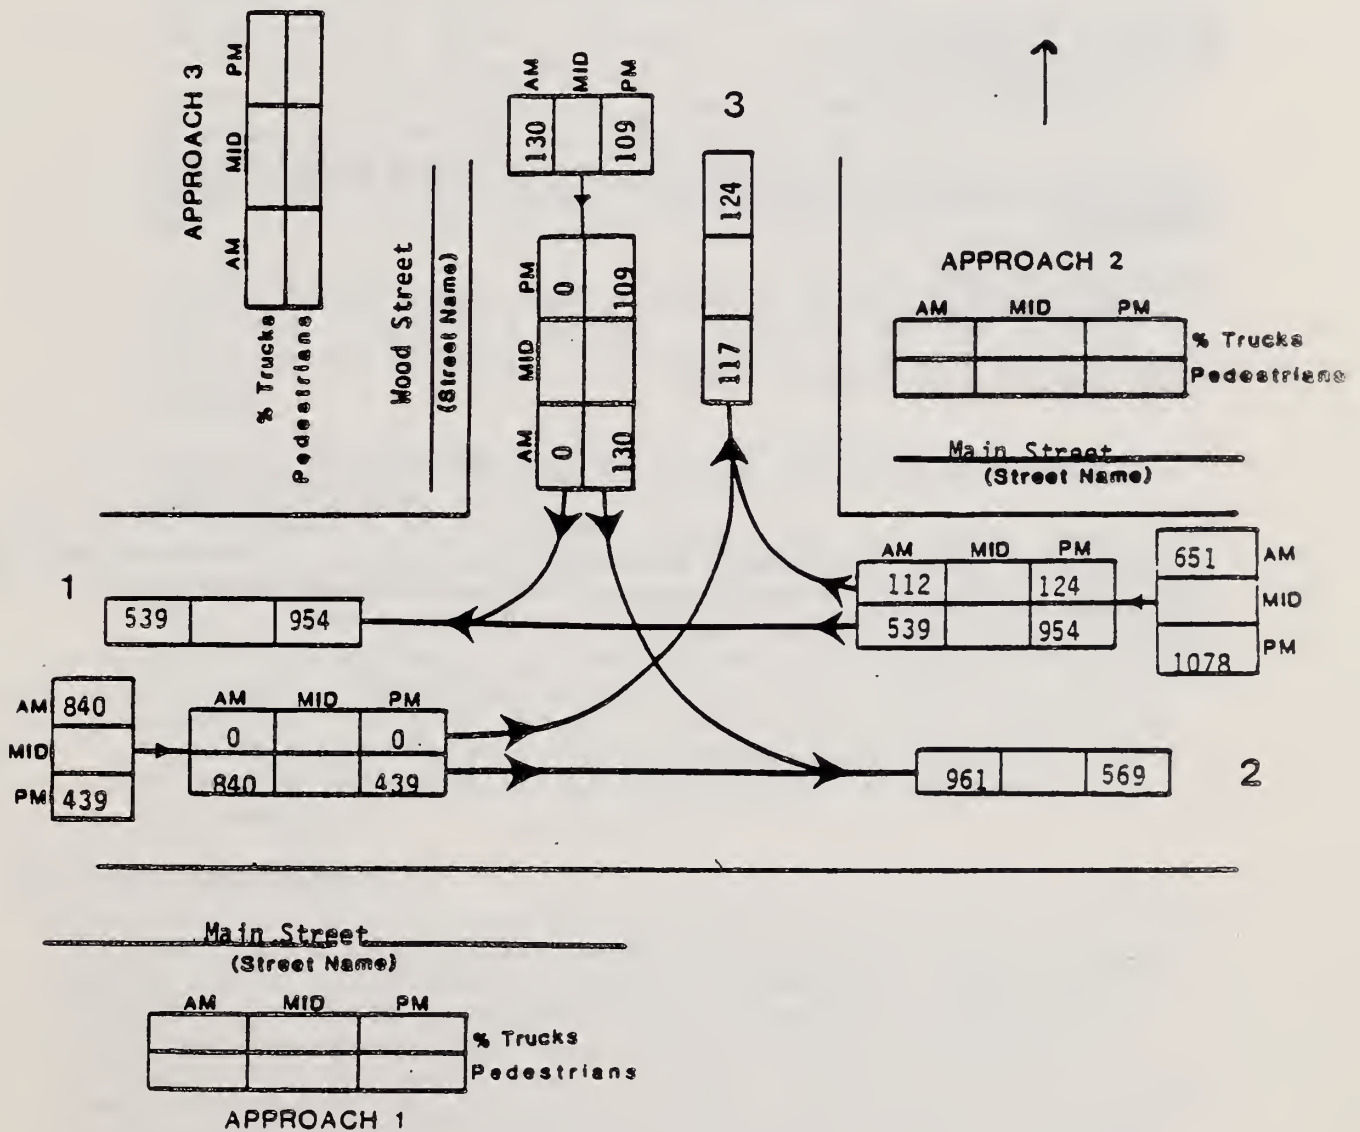 APPROACH 3
AM MID PM
% Trucks
Pedestrians
Wood Street
(Street Name)
AM MID PM
130 109
PM
MID
AM
0 109
0 130
3
124
117
APPROACH 2
AM MID PM
% Trucks
Pedestrians
Main Street
(Street Name)
1
539 954
AM MID PM
112 124
539 954
651 AM
MID
1078 PM
AM 840
MID
PM 439
AM MID PM
0 0
840 439
961 569
2
Main Street
(Street Name)
AM MID PM
% Trucks
Pedestrians
APPROACH 1